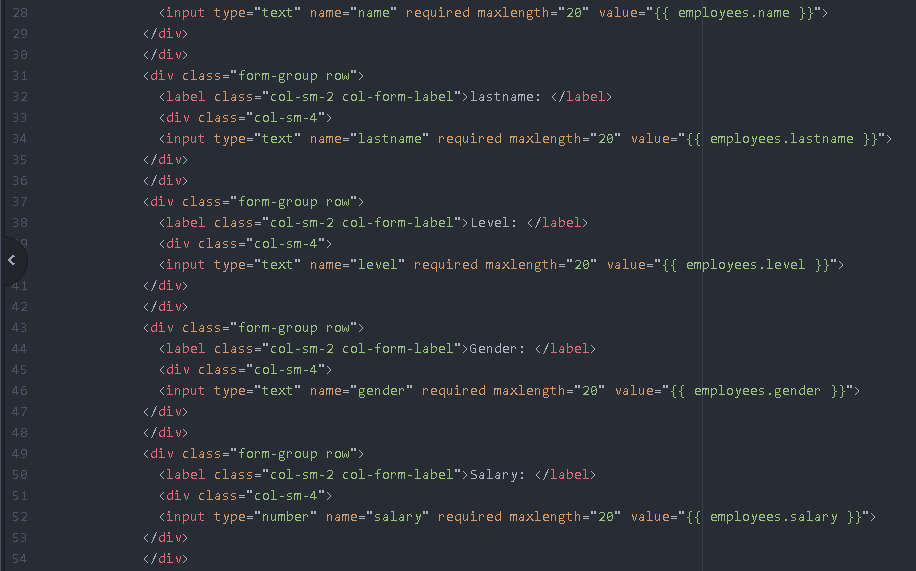 28 <input type="text" name="name" required maxlength="20" value="{{ employees.name }}">
29 </div>
30 </div>
31 <div class="form-group row">
32 <label class="col-sm-2 col-form-label">lastname: </label>
33 <div class="col-sm-4">
34 <input type="text" name="lastname" required maxlength="20" value="{{ employees.lastname }}">
35 </div>
36 </div>
37 <div class="form-group row">
38 <label class="col-sm-2 col-form-label">Level: </label>
<div class="col-sm-4">
<input type="text" name="level" required maxlength="20" value="{{ employees.level }}">
41 </div>
42 </div>
43 <div class="form-group row">
44 <label class="col-sm-2 col-form-label">Gender: </label>
45 <div class="col-sm-4">
46 <input type="text" name="gender" required maxlength="20" value="{{ employees.gender }}">
47 </div>
48 </div>
49 <div class="form-group row">
50 <label class="col-sm-2 col-form-label">Salary: </label>
51 <div class="col-sm-4">
52 <input type="number" name="salary" required maxlength="20" value="{{ employees.salary }}">
53 </div>
54 </div>